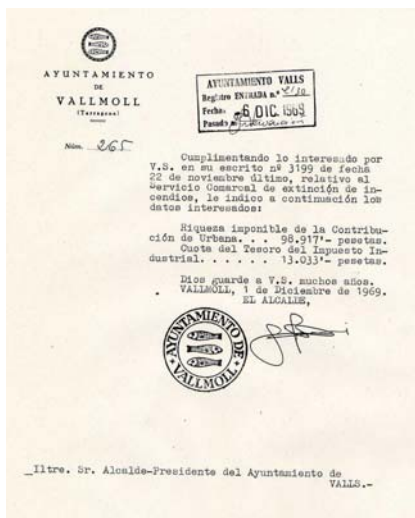 AYUNTAMIENTO
DE
VALLMOLL
(Tarragona)
Núm. 265
AYUNTAMIENTO VALLS
Registro ENTRADA n.º
Fecha 6 DIC. 1969
Pasado a Intervención
Cumplimentando lo interesado por
V.S. en su escrito nº 3199 de fecha
22 de noviembre último, relativo al
Servicio Comarcal de extinción de in-
cendios, le indico a continuación los
datos interesados:
Riqueza imponible de la Contribu-
ción de Urbana. . . 98.917'- pesetas.
Cuota del Tesoro del Impuesto In-
dustrial. . . . . . 13.033'- pesetas.
Dios guarde a V.S. muchos años.
VALLMOLL, 1 de Diciembre de 1969.
EL ALCALDE,
AYUNTAMIENTO DE
VALLMOLL
_Iltre. Sr. Alcalde-Presidente del Ayuntamiento de
VALLS.-